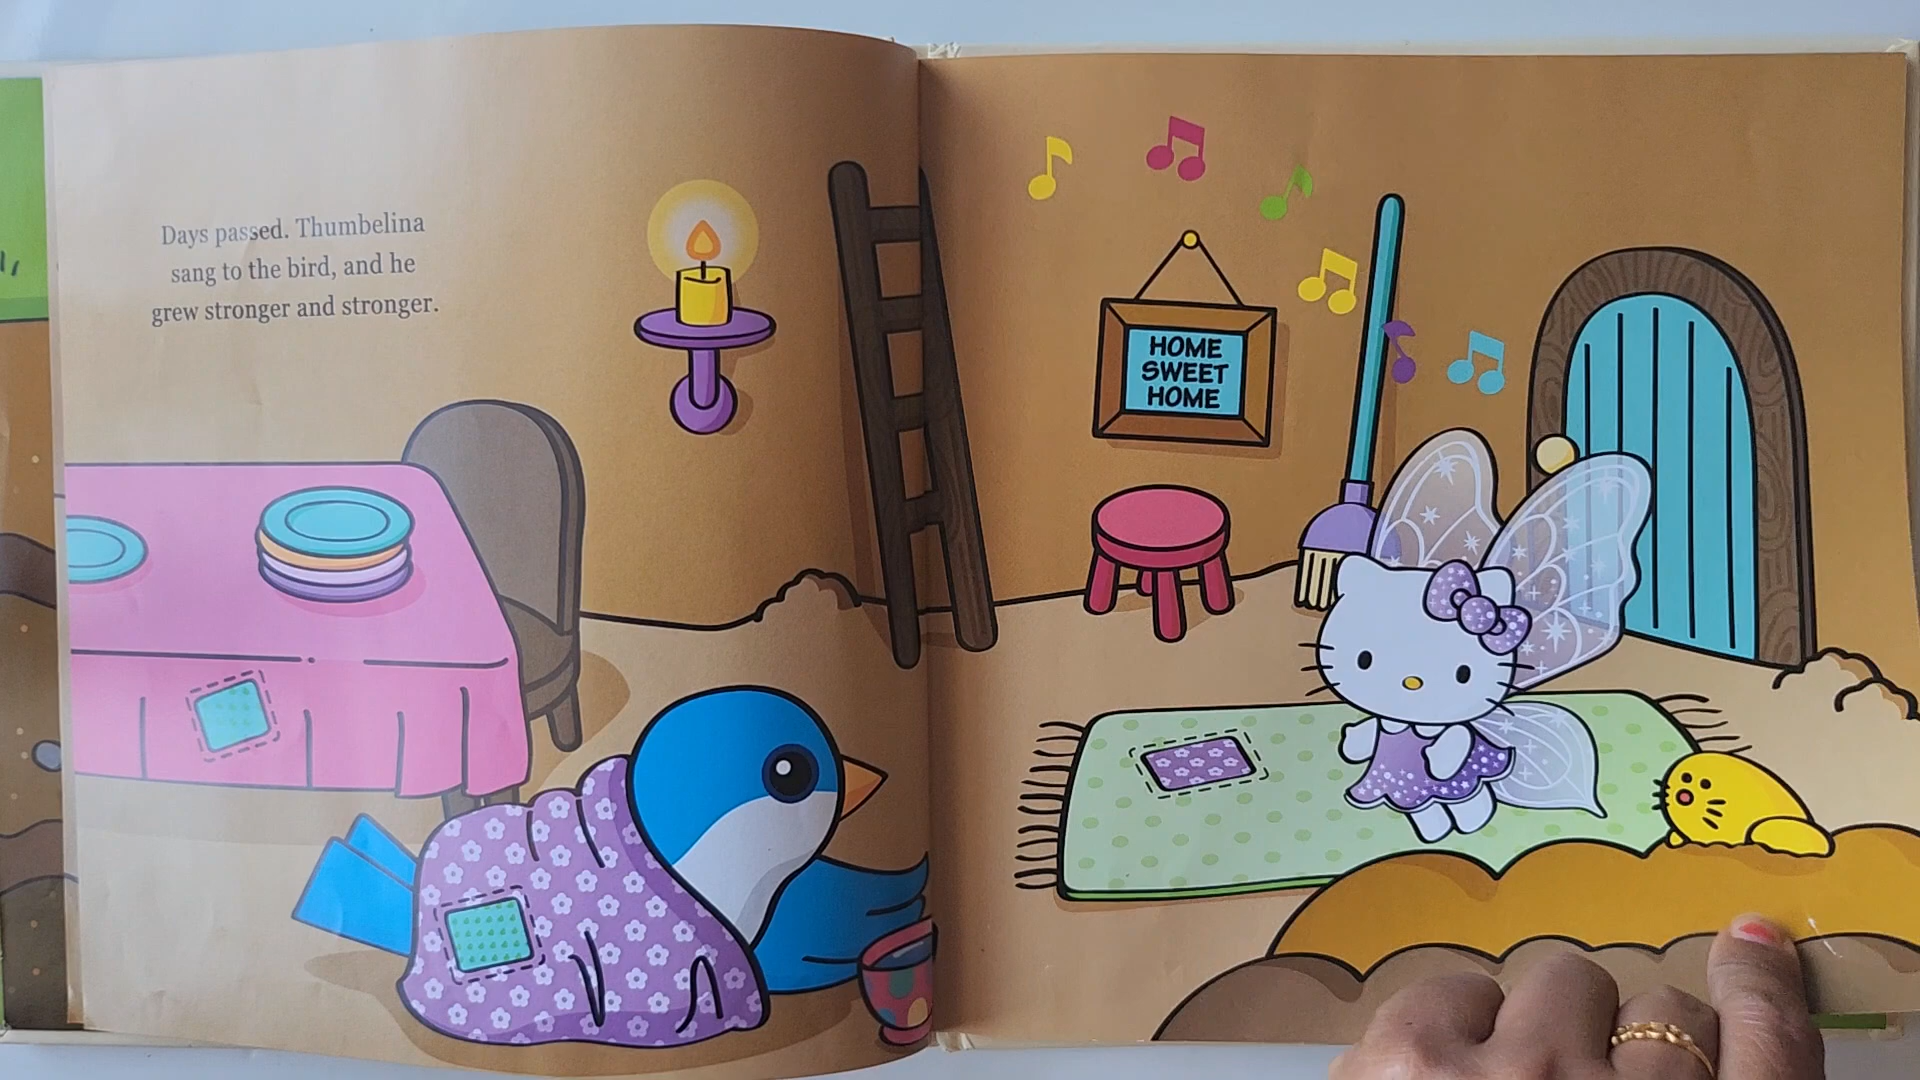 Days passed. Thumbelina
sang to the bird, and he
grew stronger and stronger.
HOME
SWEET
HOME